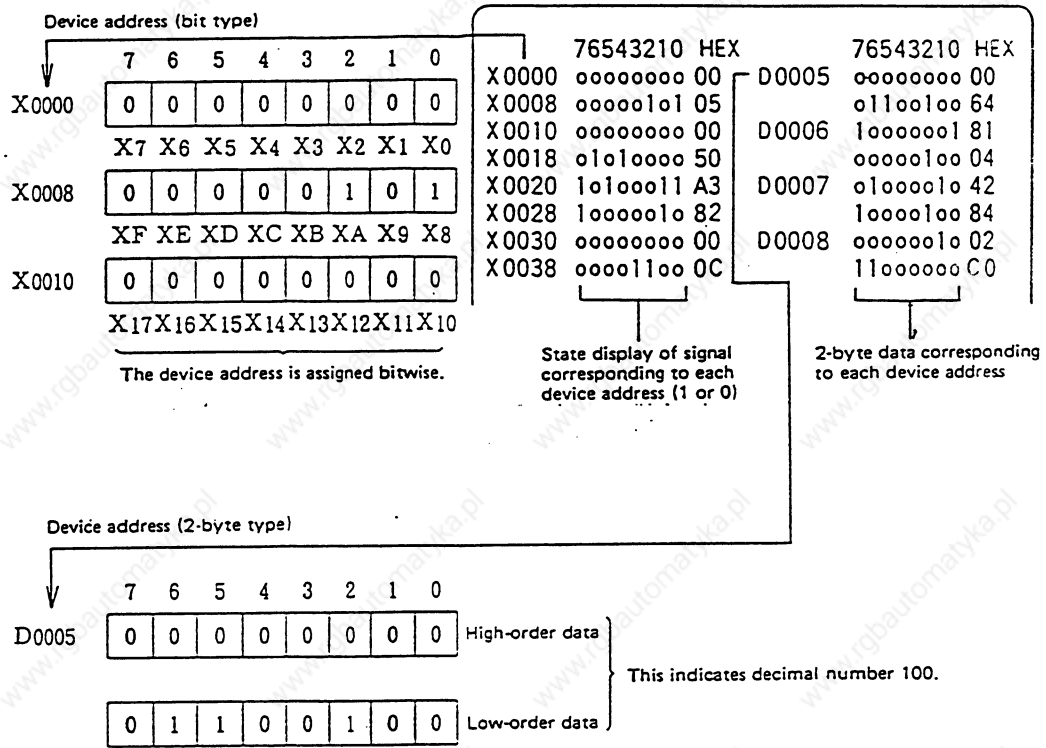 Device address (bit type)
7 6 5 4 3 2 1 0
X0000 0 0 0 0 0 0 0 0
X7 X6 X5 X4 X3 X2 X1 X0
X0008 0 0 0 0 0 1 0 1
XF XE XD XC XB XA X9 X8
X0010 0 0 0 0 0 0 0 0
X17 X16 X15 X14 X13 X12 X11 X10
The device address is assigned bitwise.
76543210 HEX
X0000 00000000 00
X0008 00000101 05
X0010 00000000 00
X0018 01010000 50
X0020 10100011 A3
X0028 10000010 82
X0030 00000000 00
X0038 00001100 0C
State display of signal
corresponding to each
device address (1 or 0)
76543210 HEX
D0005 00000000 00
01100100 64
D0006 10000001 81
00000100 04
D0007 01000010 42
10000100 84
D0008 00000010 02
11000000 C0
2-byte data corresponding
to each device address
Device address (2-byte type)
7 6 5 4 3 2 1 0
D0005 0 0 0 0 0 0 0 0 High-order data
0 1 1 0 0 1 0 0 Low-order data
This indicates decimal number 100.
www.rgbautomatyka.pl